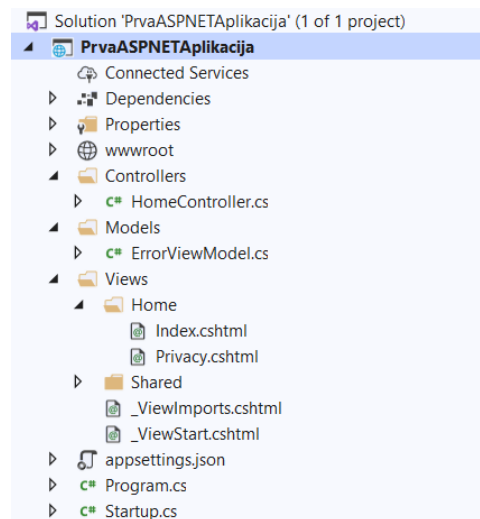 Solution 'PrvaASPNETAplikacija' (1 of 1 project)
PrvaASPNETAplikacija
Connected Services
Dependencies
Properties
wwwroot
Controllers
C# HomeController.cs
Models
C# ErrorViewModel.cs
Views
Home
Index.cshtml
Privacy.cshtml
Shared
_ViewImports.cshtml
_ViewStart.cshtml
appsettings.json
C# Program.cs
C# Startup.cs